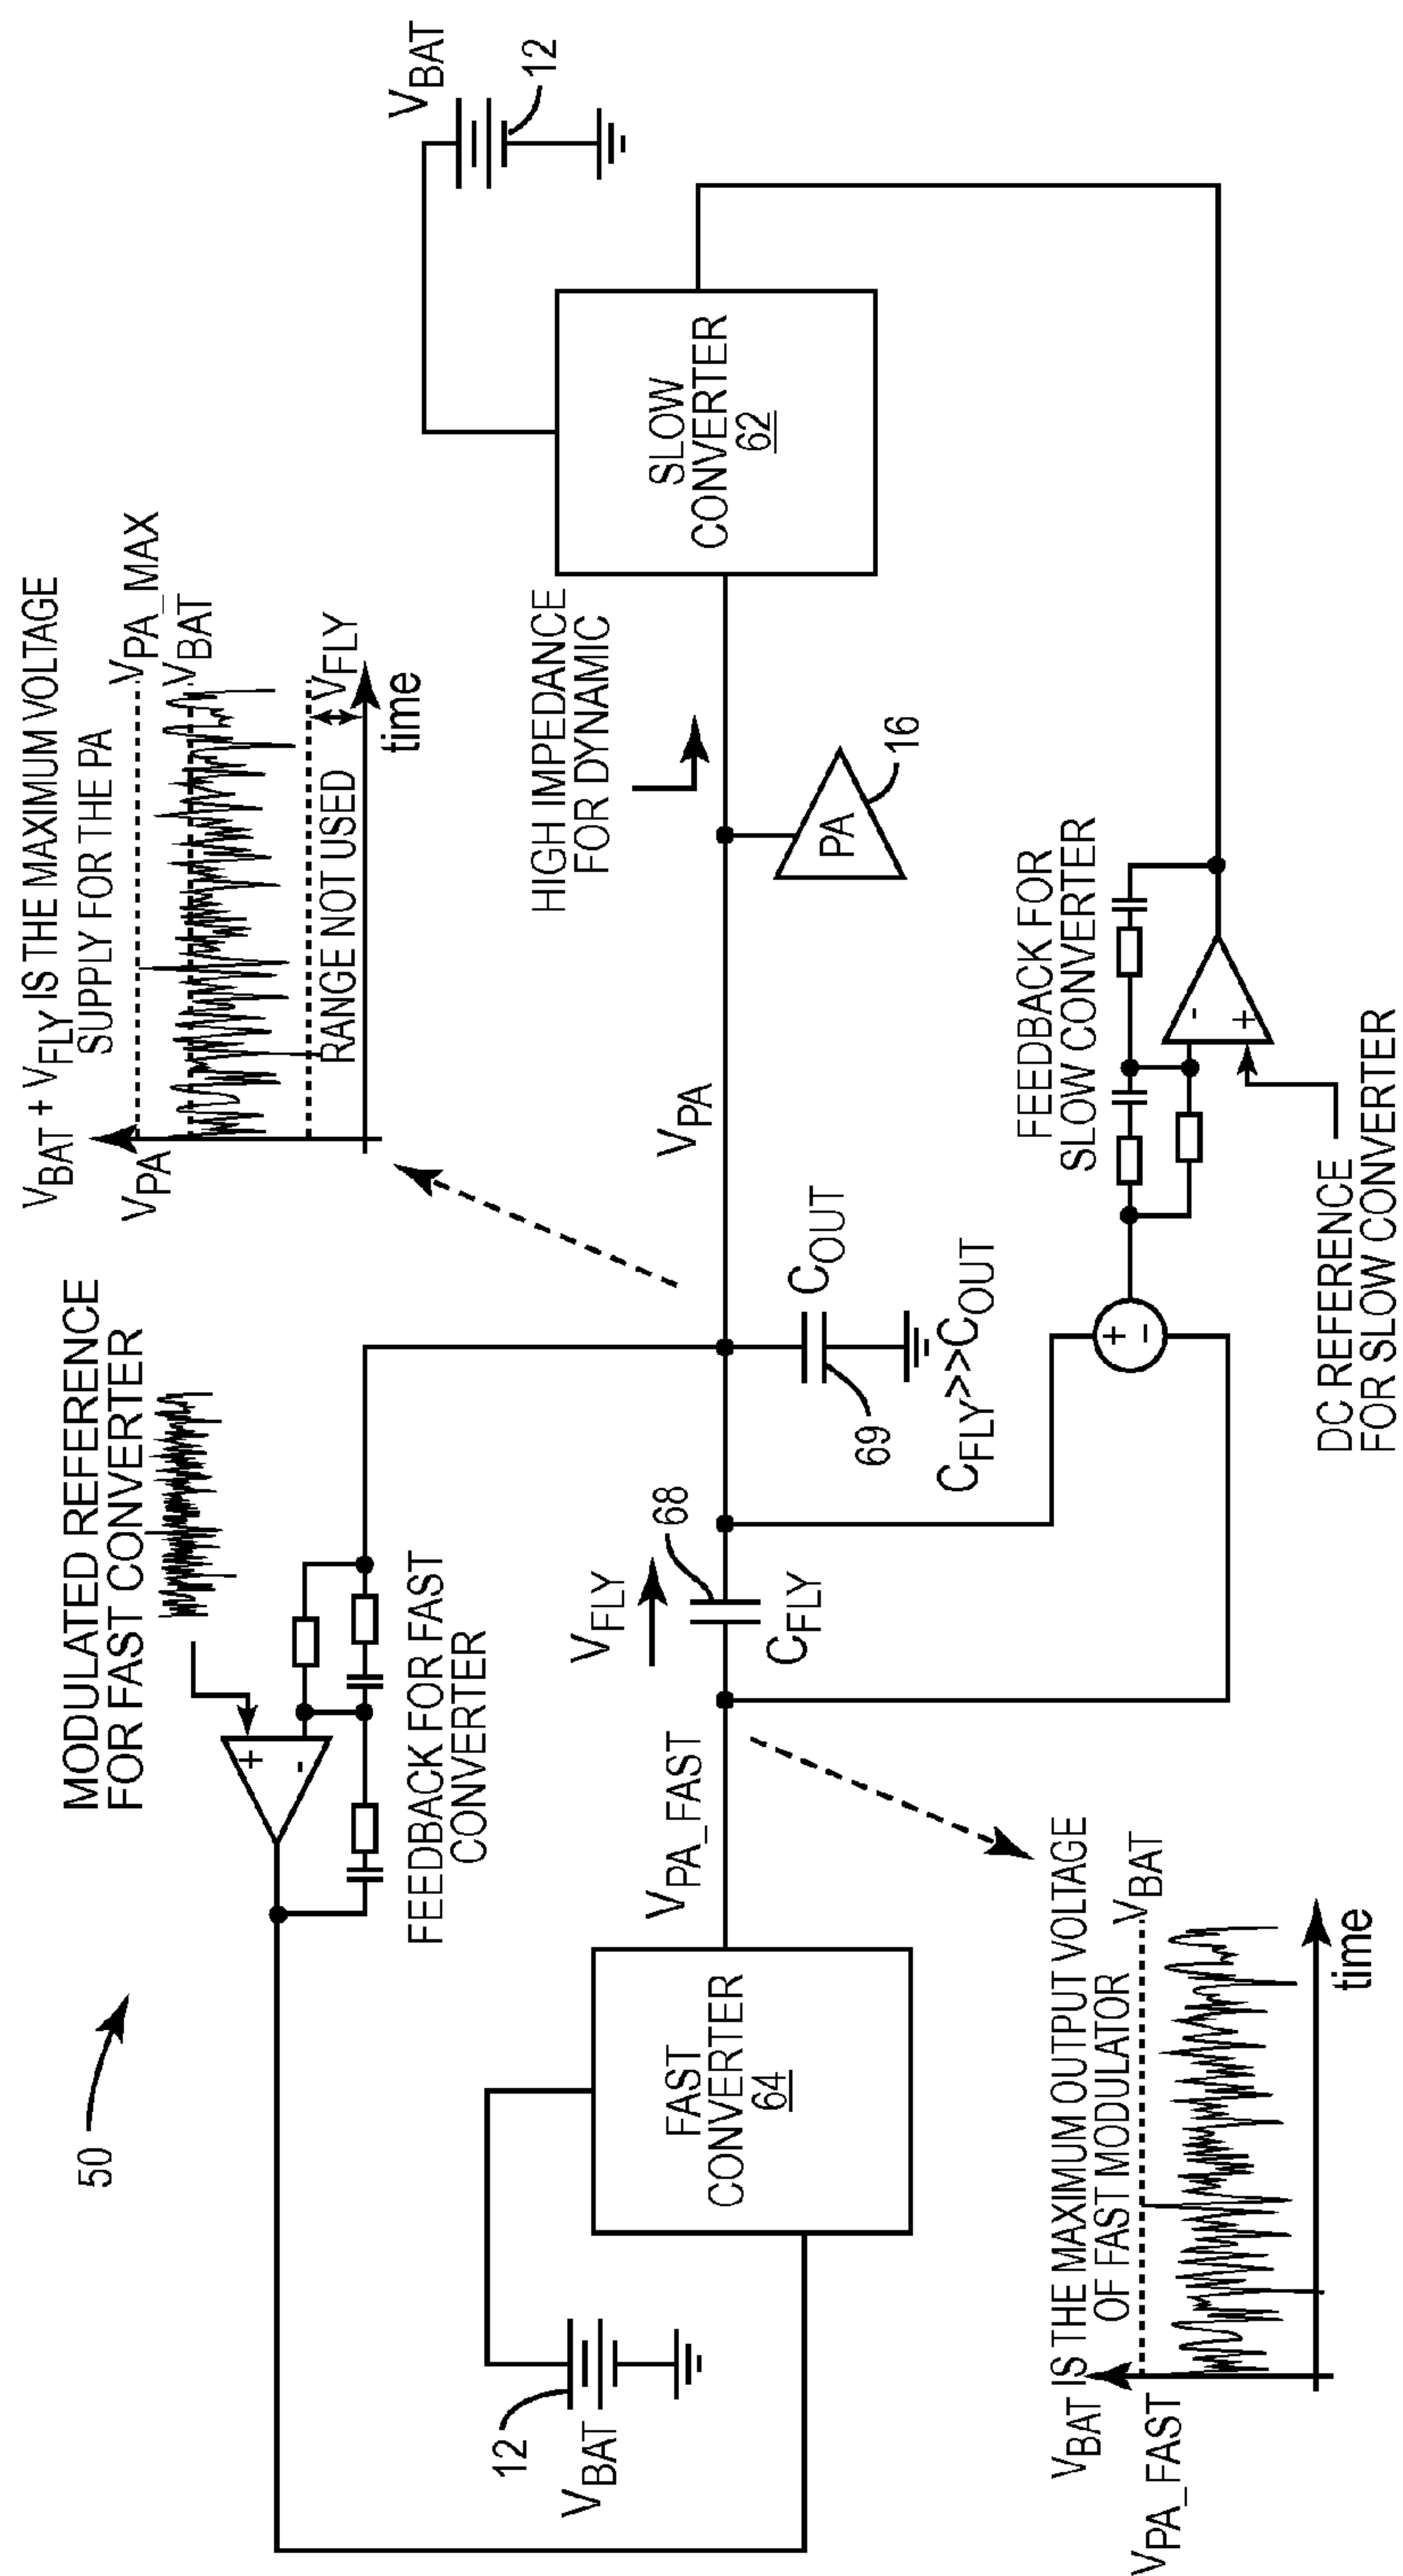 50
MODULATED REFERENCE
FOR FAST CONVERTER
+
-
FEEDBACK FOR FAST
CONVERTER
VBAT + VFLY IS THE MAXIMUM VOLTAGE
SUPPLY FOR THE PA
VPA
VPA_MAX
VBAT
VFLY
RANGE NOT USED
time
12
VBAT
FAST
CONVERTER
64
VPA_FAST
VFLY
68
CFLY
69
COUT
CFLY>>COUT
VPA
HIGH IMPEDANCE
FOR DYNAMIC
PA
16
SLOW
CONVERTER
62
VBAT
12
VBAT IS THE MAXIMUM OUTPUT VOLTAGE
OF FAST MODULATOR
VBAT
VPA_FAST
time
+
-
FEEDBACK FOR
SLOW CONVERTER
-
+
DC REFERENCE
FOR SLOW CONVERTER